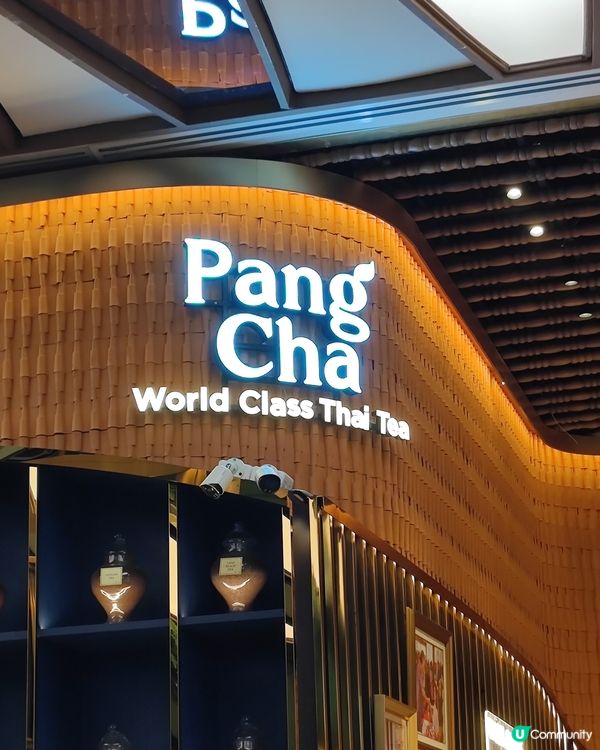 Pang
Cha
World Class Thai Tea
U Community